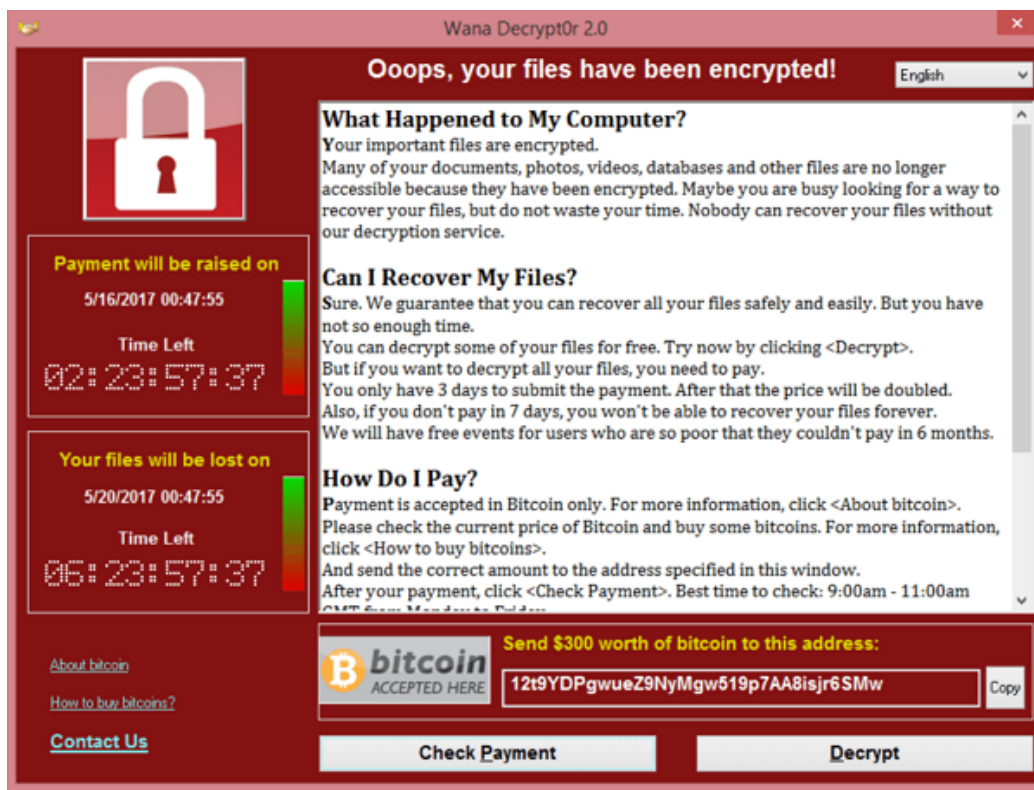 Wana Decrypt0r 2.0
Ooops, your files have been encrypted!
English
What Happened to My Computer?
Your important files are encrypted.
Many of your documents, photos, videos, databases and other files are no longer
accessible because they have been encrypted. Maybe you are busy looking for a way to
recover your files, but do not waste your time. Nobody can recover your files without
our decryption service.
Can I Recover My Files?
Sure. We guarantee that you can recover all your files safely and easily. But you have
not so enough time.
You can decrypt some of your files for free. Try now by clicking <Decrypt>.
But if you want to decrypt all your files, you need to pay.
You only have 3 days to submit the payment. After that the price will be doubled.
Also, if you don't pay in 7 days, you won't be able to recover your files forever.
We will have free events for users who are so poor that they couldn't pay in 6 months.
How Do I Pay?
Payment is accepted in Bitcoin only. For more information, click <About bitcoin>.
Please check the current price of Bitcoin and buy some bitcoins. For more information,
click <How to buy bitcoins>.
And send the correct amount to the address specified in this window.
After your payment, click <Check Payment>. Best time to check: 9:00am - 11:00am
GMT from Monday to Friday
Payment will be raised on
5/16/2017 00:47:55
Time Left
02:23:57:37
Your files will be lost on
5/20/2017 00:47:55
Time Left
06:23:57:37
About bitcoin
How to buy bitcoins?
Contact Us
bitcoin
ACCEPTED HERE
Send $300 worth of bitcoin to this address:
12t9YDPgwueZ9NyMgw519p7AA8isjr6SMw
Copy
Check Payment
Decrypt